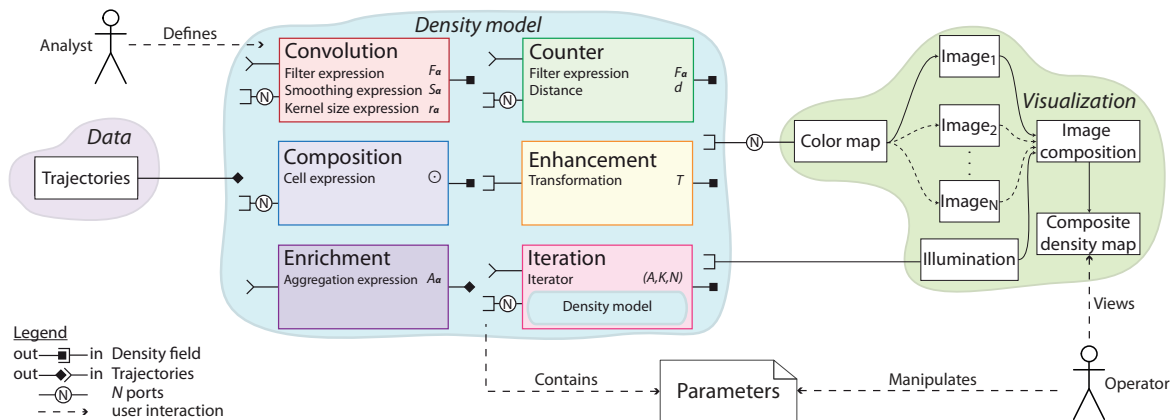 Density model
Analyst
Defines
Convolution
Filter expression Fα
Smoothing expression Sα
Kernel size expression rα
N
Counter
Filter expression Fα
Distance d
N
Image1
Visualization
Data
Trajectories
Composition
Cell expression ⊙
N
Enhancement
Transformation T
N
Color map
Image2
Image
composition
ImageN
Composite
density map
Enrichment
Aggregation expression Aα
Iteration
Iterator (A,K,N)
N
Density model
Illumination
Views
Legend
out in Density field
out in Trajectories
N N ports
user interaction
Contains
Parameters
Manipulates
Operator